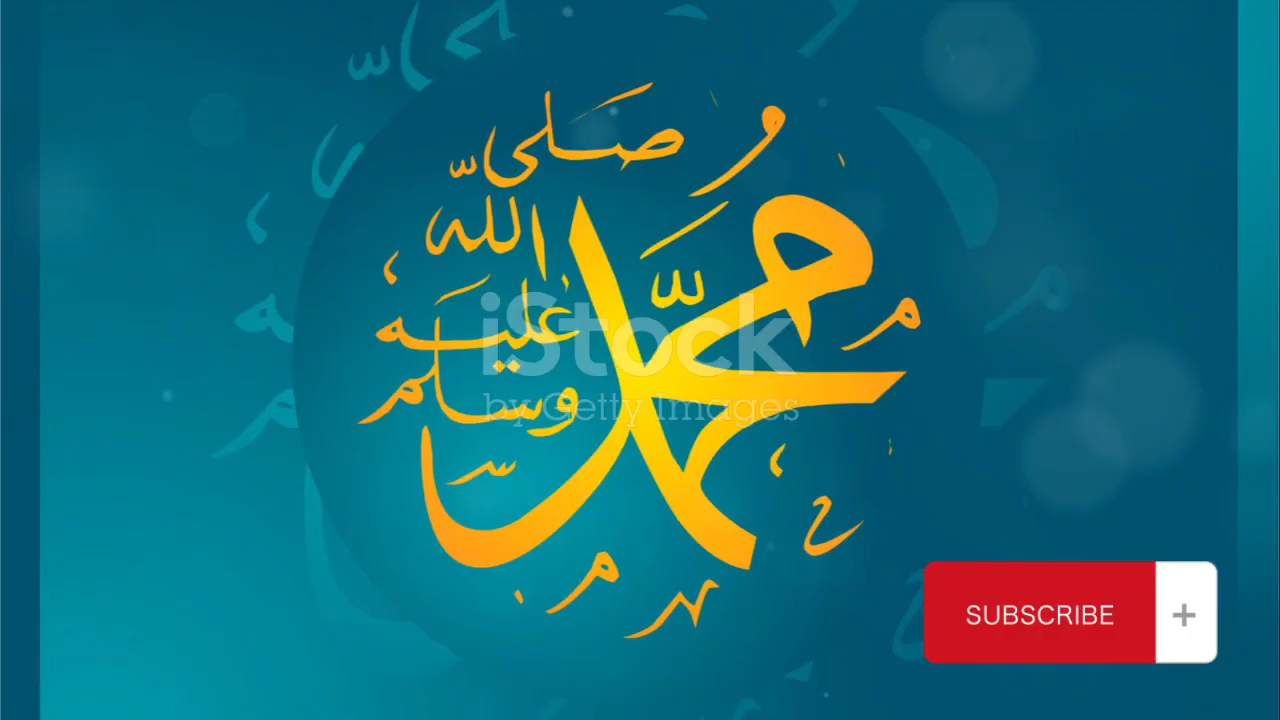 محمد
صلى
الله
عليه
وسلم
iStock
by Getty Images
SUBSCRIBE +